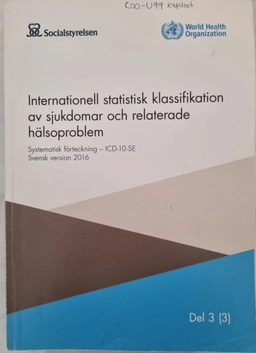 C00-U99 Kapitlet
Socialstyrelsen
World Health
Organization
Internationell statistisk klassifikation
av sjukdomar och relaterade
hälsoproblem
Systematisk förteckning – ICD-10-SE
Svensk version 2016
Del 3 (3)